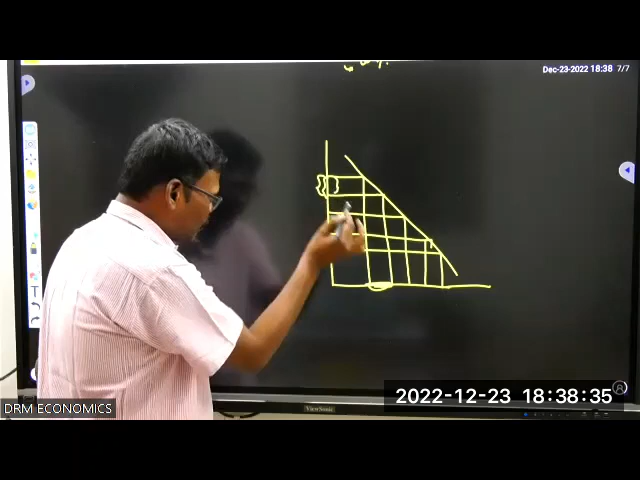 Dec-23-2022 18:38 7/7
T
2022-12-23 18:38:35
DRM ECONOMICS
ViewSonic